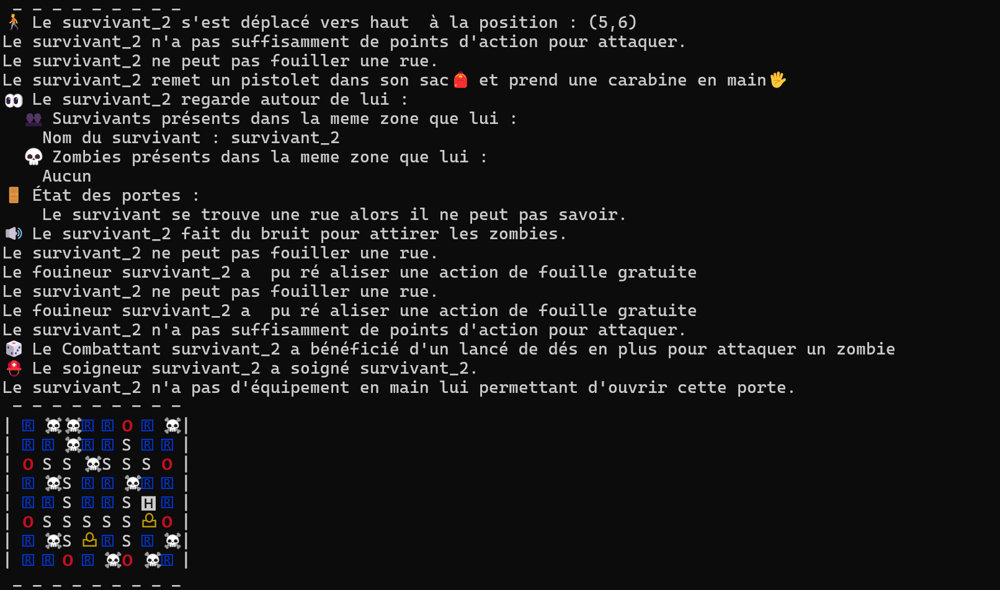 _ _ _ _ _ _ _ _ _
🚶 Le survivant_2 s'est déplacé vers haut  à la position : (5,6)
Le survivant_2 n'a pas suffisamment de points d'action pour attaquer.
Le survivant_2 ne peut pas fouiller une rue.
Le survivant_2 remet un pistolet dans son sac🎒 et prend une carabine en main🖐
👀 Le survivant_2 regarde autour de lui :
👥 Survivants présents dans la meme zone que lui :
Nom du survivant : survivant_2
💀 Zombies présents dans la meme zone que lui :
Aucun
🚪 État des portes :
Le survivant se trouve une rue alors il ne peut pas savoir.
🔊 Le survivant_2 fait du bruit pour attirer les zombies.
Le survivant_2 ne peut pas fouiller une rue.
Le fouineur survivant_2 a  pu ré aliser une action de fouille gratuite
Le survivant_2 ne peut pas fouiller une rue.
Le fouineur survivant_2 a  pu ré aliser une action de fouille gratuite
Le survivant_2 n'a pas suffisamment de points d'action pour attaquer.
🎲 Le Combattant survivant_2 a bénéficié d'un lancé de dés en plus pour attaquer un zombie
⛑ Le soigneur survivant_2 a soigné survivant_2.
Le survivant_2 n'a pas d'équipement en main lui permettant d'ouvrir cette porte.
_ _ _ _ _ _ _ _ _
| 🅁 ☠ ☠ 🅁 🅁 O 🅁 ☠ |
| 🅁 🅁 ☠ 🅁 🅁 S 🅁 🅁 |
| O S S ☠ S S S O |
| 🅁 ☠ S 🅁 🅁 ☠ 🅁 🅁 |
| 🅁 🅁 S 🅁 🅁 S 🅷 🅁 |
| O S S S S S 👤 O |
| 🅁 ☠ S 👤 🅁 S 🅁 ☠ |
| 🅁 🅁 O 🅁 ☠ O ☠ 🅁 |
_ _ _ _ _ _ _ _ _